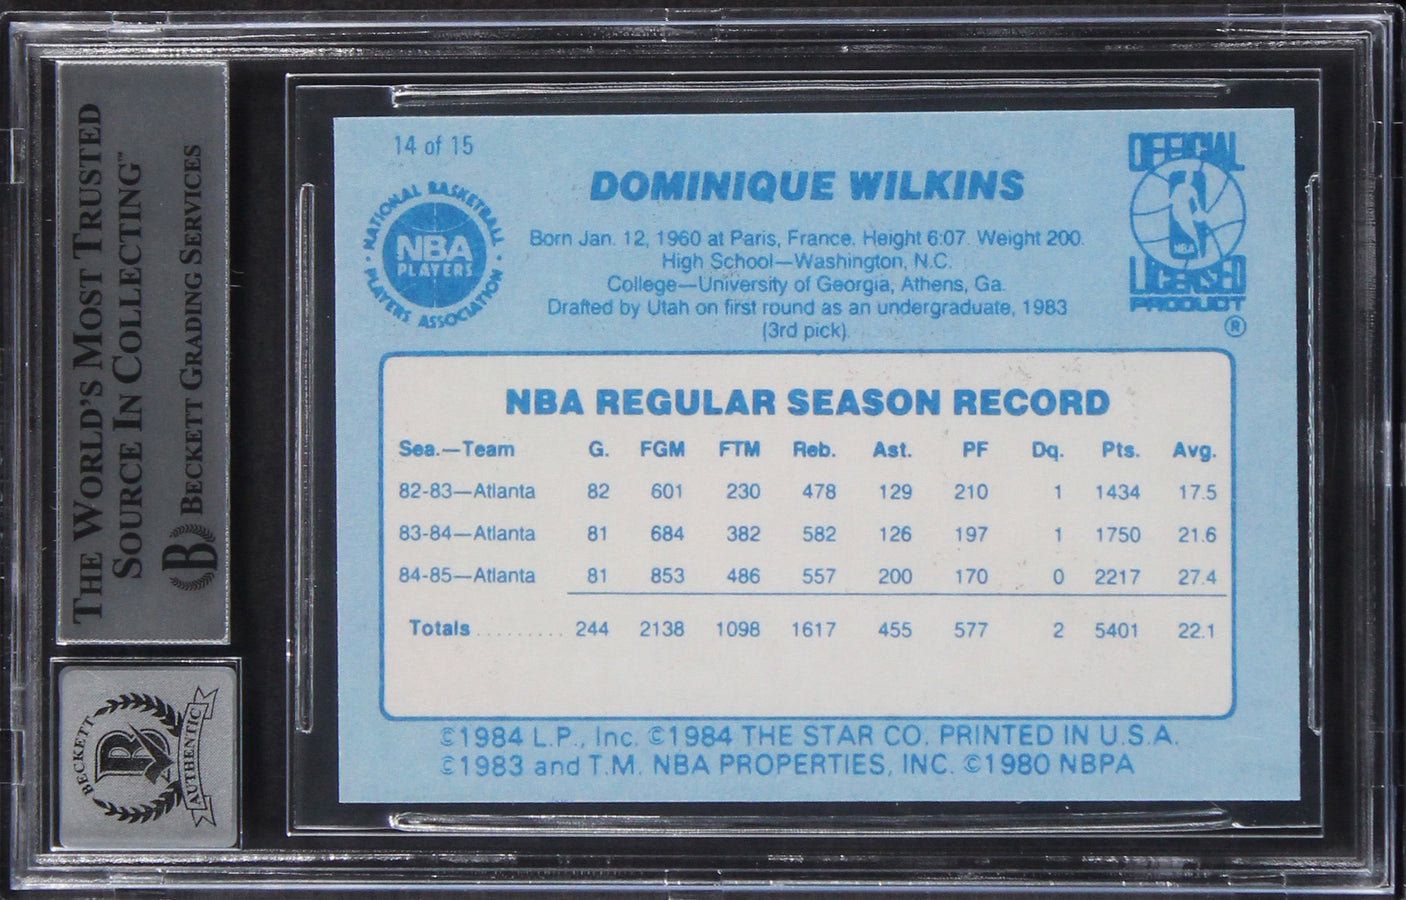 THE WORLD'S MOST TRUSTED
SOURCE IN COLLECTING™
BECKETT GRADING SERVICES
B
BECKETT
B
AUTHENTIC
14 of 15
NATIONAL BASKETBALL
NBA
PLAYERS
PLAYERS ASSOCIATION
DOMINIQUE WILKINS
Born Jan. 12, 1960 at Paris, France. Height 6:07. Weight 200.
High School—Washington, N.C.
College—University of Georgia, Athens, Ga.
Drafted by Utah on first round as an undergraduate, 1983
(3rd pick).
OFFICIAL
NBA
LICENSED
PRODUCT
®
NBA REGULAR SEASON RECORD
Sea.—Team G. FGM FTM Reb. Ast. PF Dq. Pts. Avg.
82-83—Atlanta 82 601 230 478 129 210 1 1434 17.5
83-84—Atlanta 81 684 382 582 126 197 1 1750 21.6
84-85—Atlanta 81 853 486 557 200 170 0 2217 27.4
Totals ......... 244 2138 1098 1617 455 577 2 5401 22.1
©1984 L.P., Inc. ©1984 THE STAR CO. PRINTED IN U.S.A.
©1983 and T.M. NBA PROPERTIES, INC. ©1980 NBPA